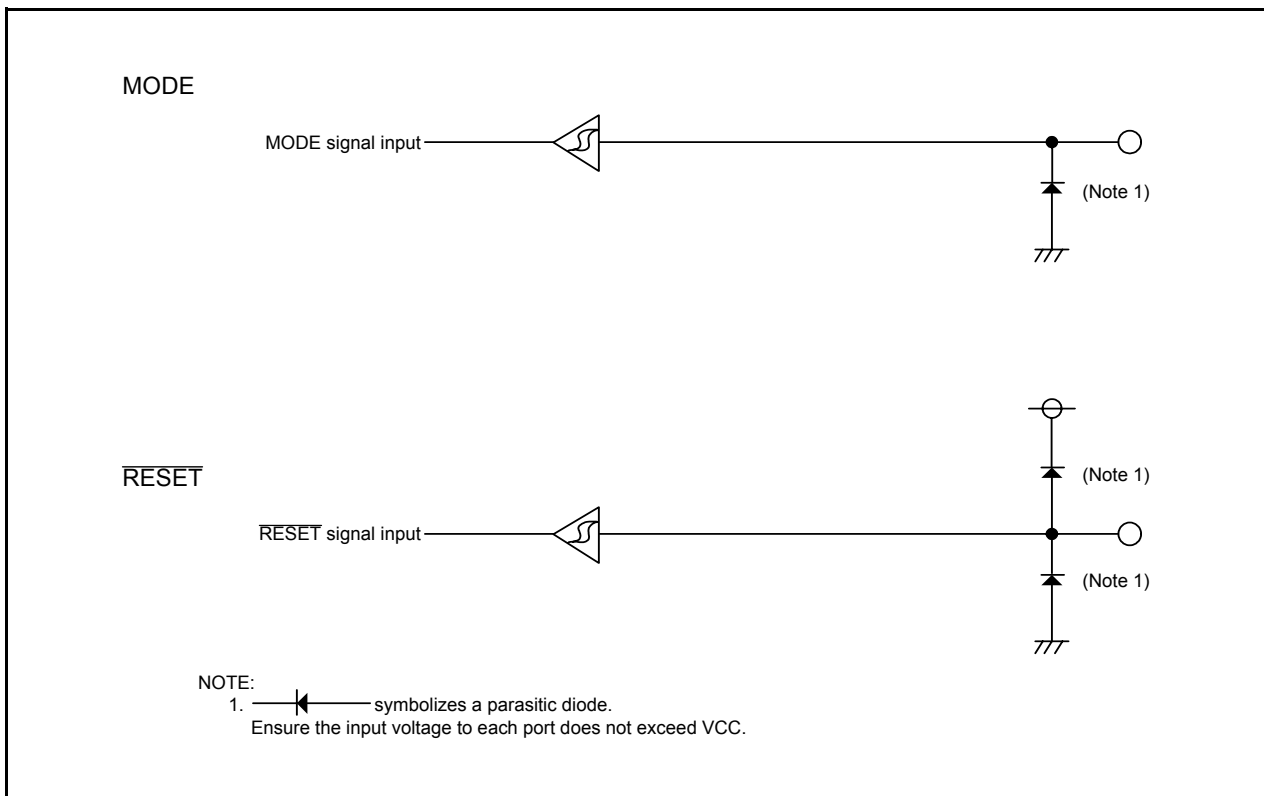 MODE
MODE signal input
(Note 1)
(Note 1)
RESET
RESET signal input
(Note 1)
NOTE:
1. symbolizes a parasitic diode.
Ensure the input voltage to each port does not exceed VCC.